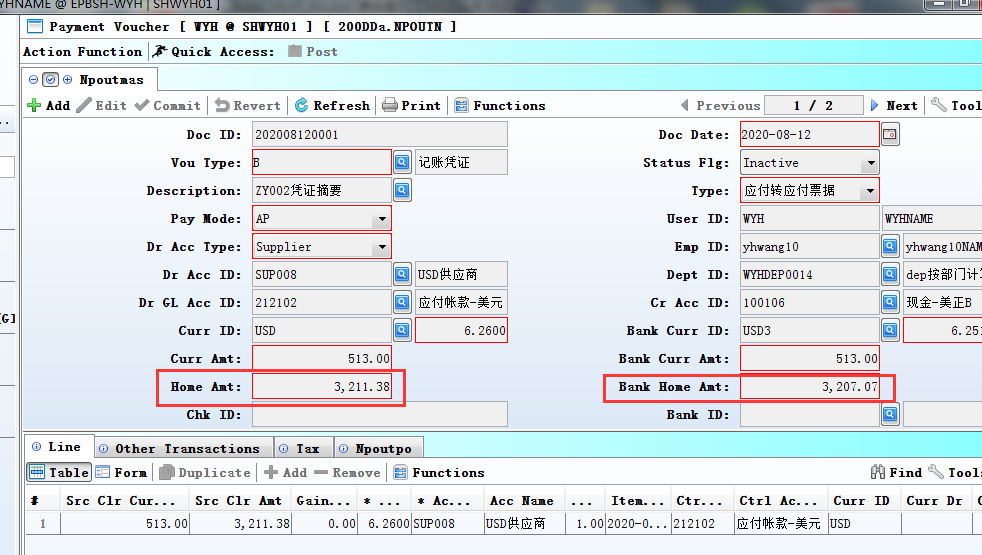 YHNAME @ EPBSH-WYH | SHWYH01 ]
Payment Voucher [ WYH @ SHWYH01 ] [ 200DDa.NPOUTN ]
Action Function Quick Access: Post
Npoutmas
Add Edit Commit Revert Refresh Print Functions Previous 1 / 2 Next Tool
Doc ID: 202008120001 Doc Date: 2020-08-12
Vou Type: B 记账凭证 Status Flg: Inactive
Description: ZY002凭证摘要 Type: 应付转应付票据
Pay Mode: AP User ID: WYH WYHNAME
Dr Acc Type: Supplier Emp ID: yhwang10 yhwang10NAM
Dr Acc ID: SUP008 USD供应商 Dept ID: WYHDEP0014 dep按部门计算
Dr GL Acc ID: 212102 应付帐款-美元 Cr Acc ID: 100106 现金-美正B
[G]
Curr ID: USD 6.2600 Bank Curr ID: USD3 6.251
Curr Amt: 513.00 Bank Curr Amt: 513.00
Home Amt: 3,211.38 Bank Home Amt: 3,207.07
Chk ID: Bank ID:
Line Other Transactions Tax Npoutpo
Table Form Duplicate Add Remove Functions Find Tools
# Src Clr Cur... Src Clr Amt Gain... * ... * Ac... Acc Name ... Item... Ctr... Ctrl Ac... Curr ID Curr Dr
1 513.00 3,211.38 0.00 6.2600 SUP008 USD供应商 1.00 2020-0... 212102 应付帐款-美元 USD